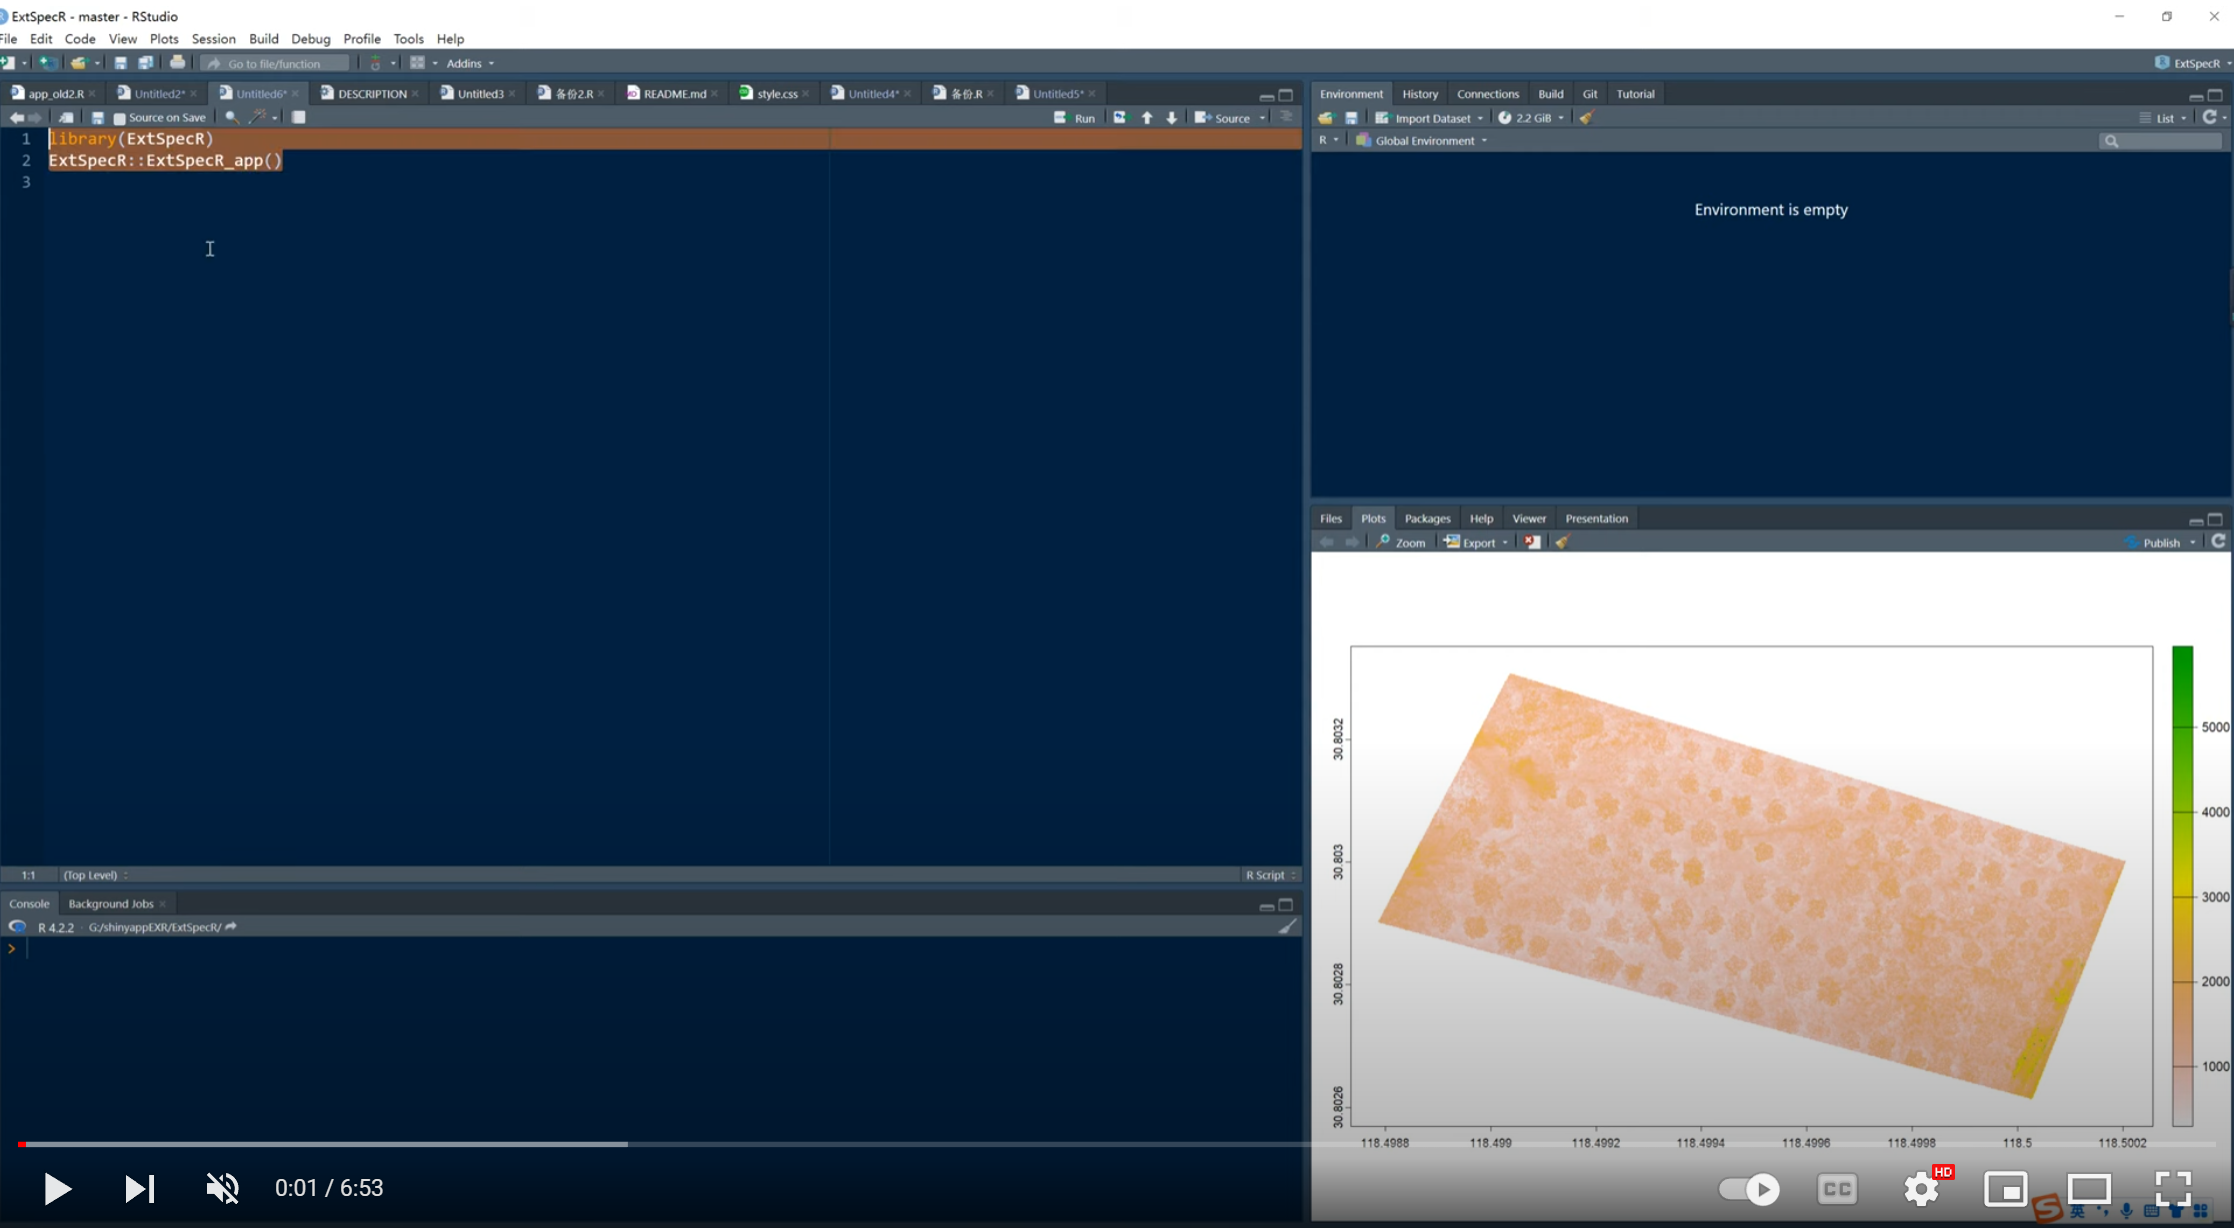 ExtSpecR - master - RStudio
File Edit Code View Plots Session Build Debug Profile Tools Help
Go to file/function Addins ExtSpecR
app_old2.R Untitled2* Untitled6* DESCRIPTION Untitled3 备份2.R README.md style.css Untitled4* 备份.R Untitled5*
Source on Save Run Source
1 library(ExtSpecR)
2 ExtSpecR::ExtSpecR_app()
3
1:1 (Top Level) R Script
Console Background Jobs
R 4.2.2 · G:/shinyappEXR/ExtSpecR/
>
Environment History Connections Build Git Tutorial
Import Dataset 2.2 GiB List
R Global Environment
Environment is empty
Files Plots Packages Help Viewer Presentation
Zoom Export Publish
30.8032
30.803
30.8028
30.8026
5000
4000
3000
2000
1000
118.4988 118.499 118.4992 118.4994 118.4996 118.4998 118.5 118.5002
0:01 / 6:53
CC HD
S 英